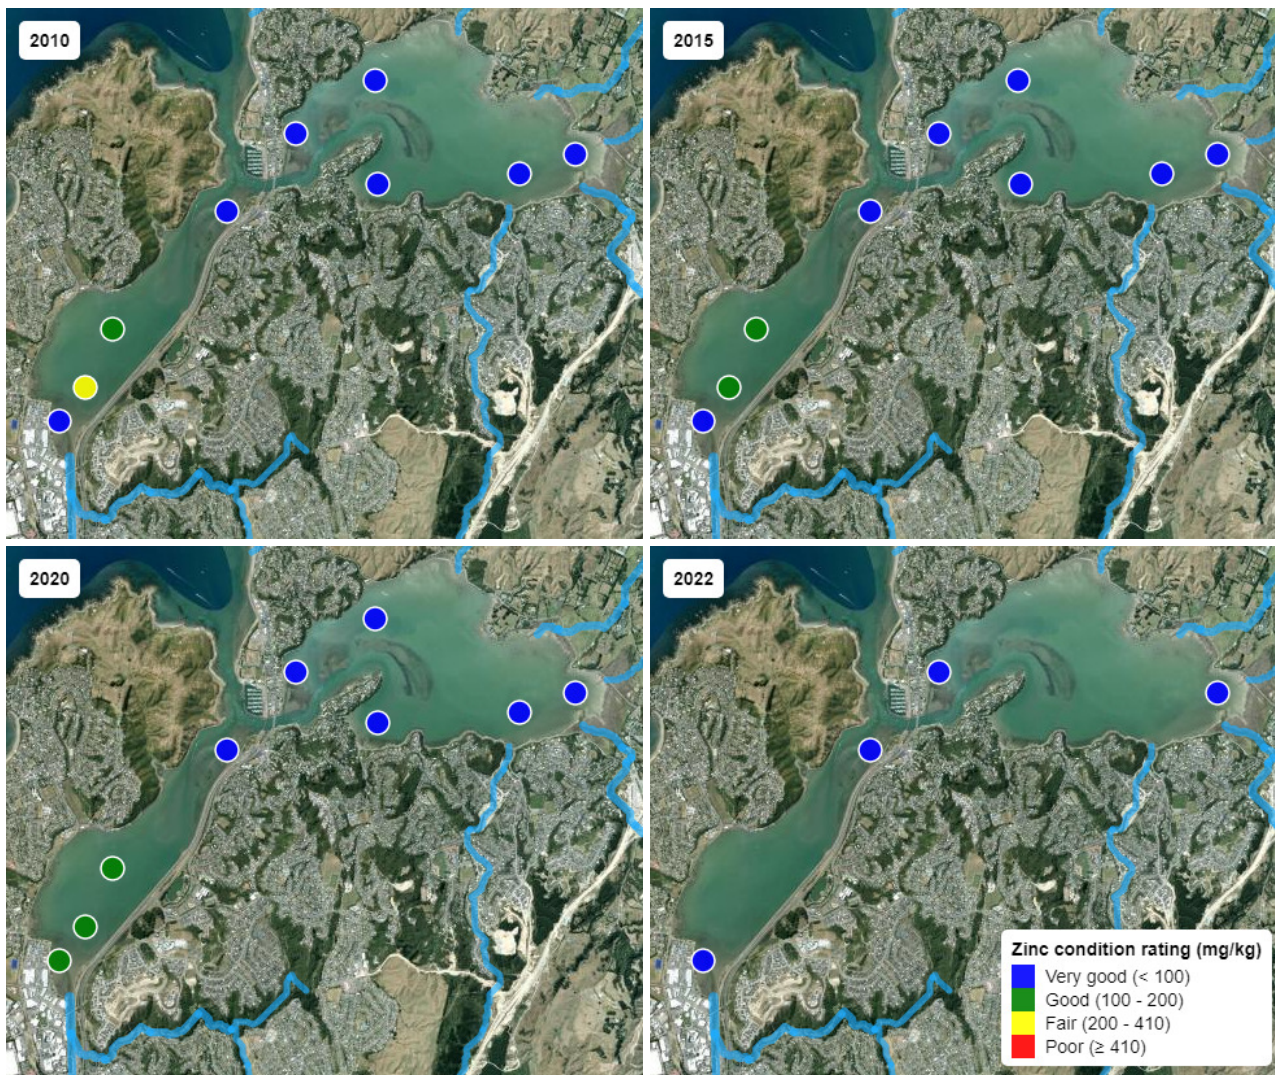 2010
2015
2020
2022
Zinc condition rating (mg/kg)
Very good (< 100)
Good (100 - 200)
Fair (200 - 410)
Poor (≥ 410)